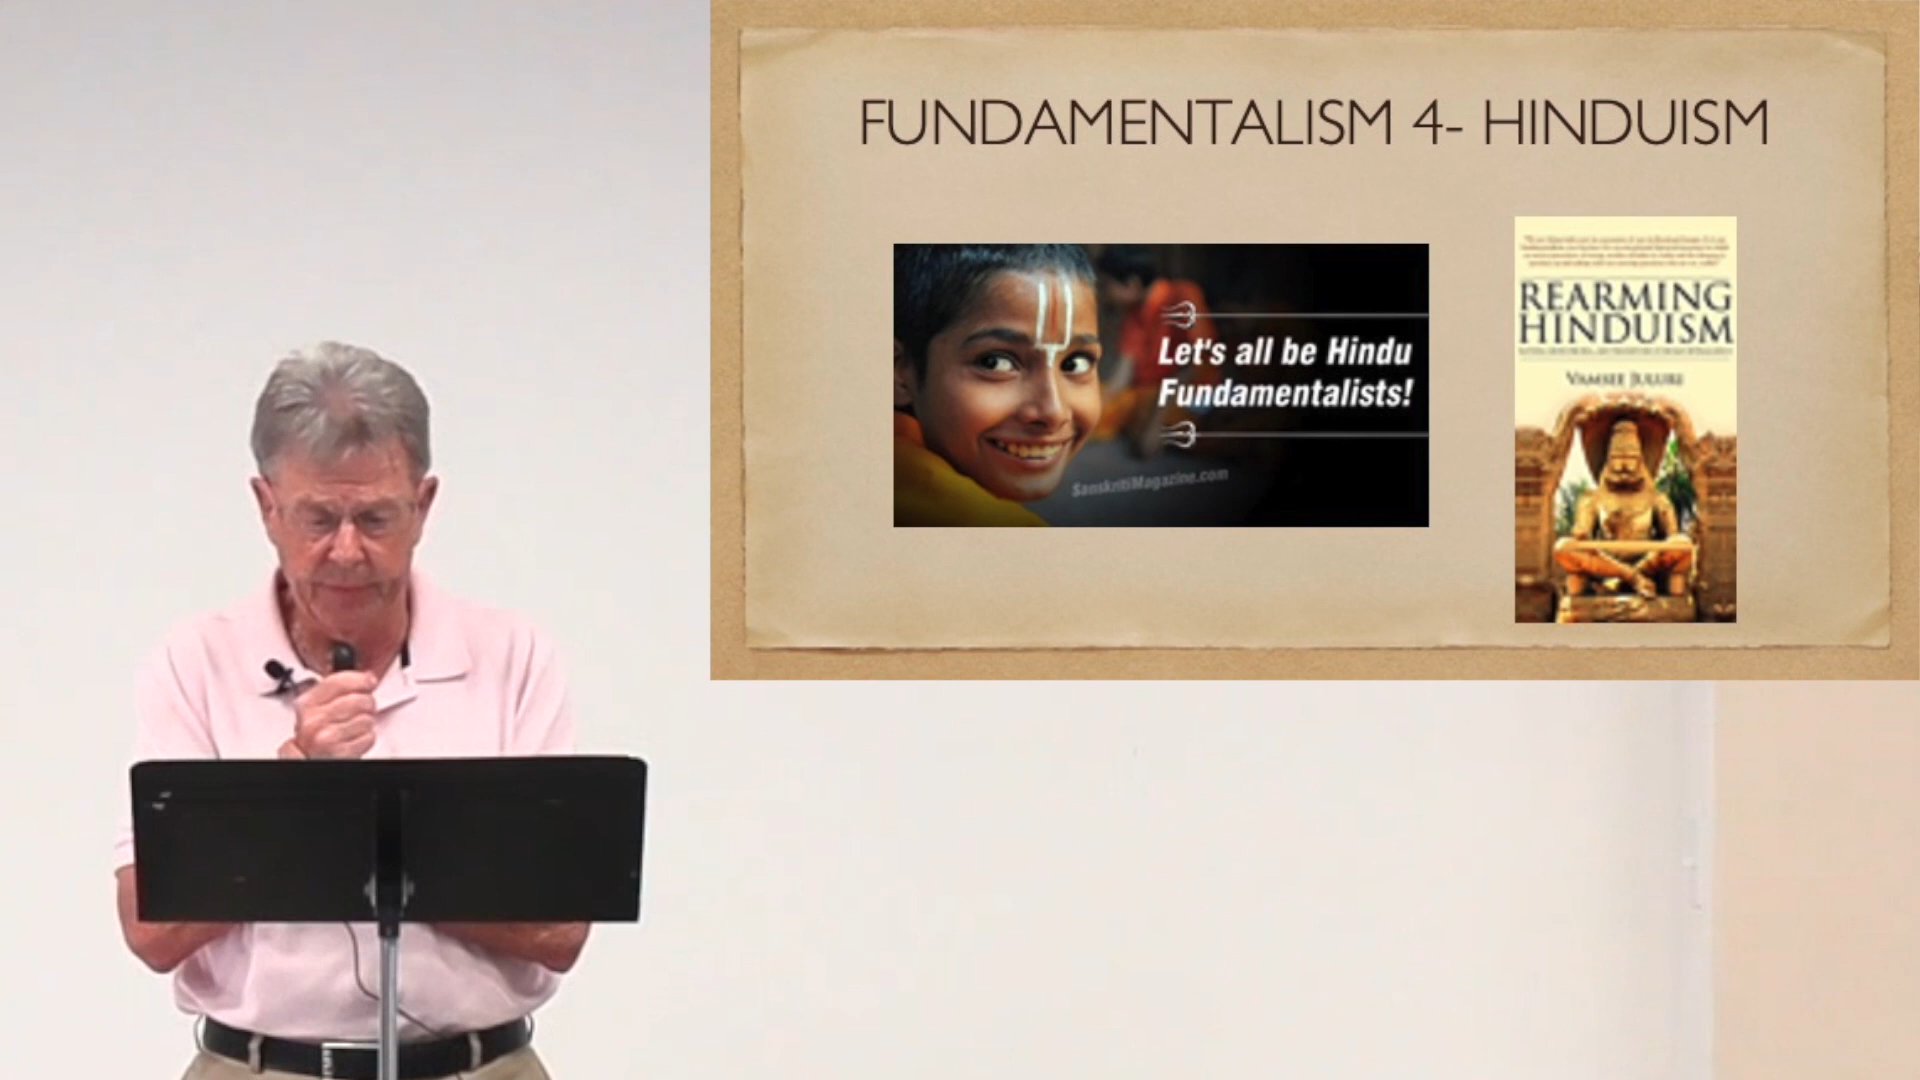 FUNDAMENTALISM 4- HINDUISM
Let's all be Hindu
Fundamentalists!
SanskritiMagazine.com
REARMING
HINDUISM
VAMSEE JULURI